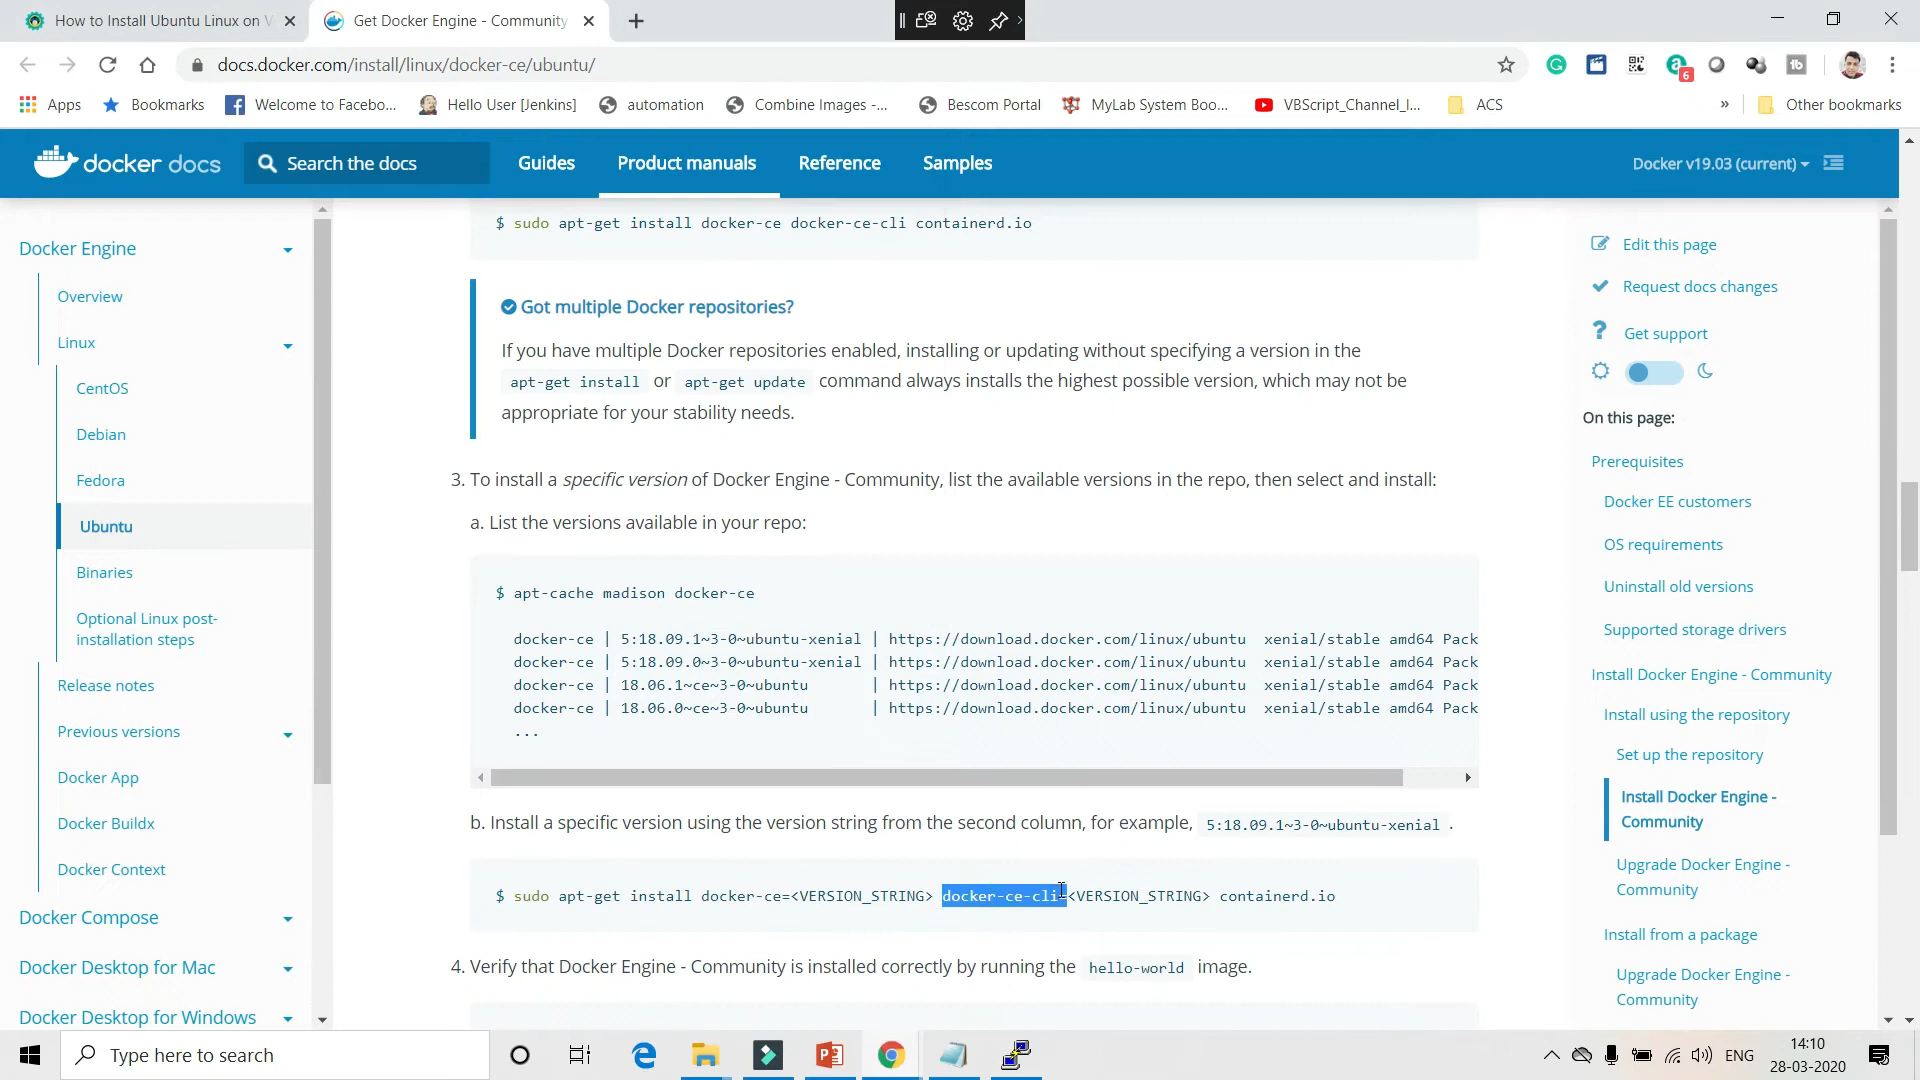 How to Install Ubuntu Linux on V
Get Docker Engine - Community
docs.docker.com/install/linux/docker-ce/ubuntu/
6
Apps
Bookmarks
Welcome to Facebo...
Hello User [Jenkins]
automation
Combine Images -...
Bescom Portal
MyLab System Boo...
VBScript_Channel_I...
ACS
»
Other bookmarks
docker docs
Search the docs
Guides
Product manuals
Reference
Samples
Docker v19.03 (current)
Docker Engine
Overview
Linux
CentOS
Debian
Fedora
Ubuntu
Binaries
Optional Linux post-
installation steps
Release notes
Previous versions
Docker App
Docker Buildx
Docker Context
Docker Compose
Docker Desktop for Mac
Docker Desktop for Windows
$ sudo apt-get install docker-ce docker-ce-cli containerd.io
Got multiple Docker repositories?
If you have multiple Docker repositories enabled, installing or updating without specifying a version in the
apt-get install or apt-get update command always installs the highest possible version, which may not be
appropriate for your stability needs.
3. To install a specific version of Docker Engine - Community, list the available versions in the repo, then select and install:
a. List the versions available in your repo:
$ apt-cache madison docker-ce
docker-ce | 5:18.09.1~3-0~ubuntu-xenial | https://download.docker.com/linux/ubuntu xenial/stable amd64 Pack
docker-ce | 5:18.09.0~3-0~ubuntu-xenial | https://download.docker.com/linux/ubuntu xenial/stable amd64 Pack
docker-ce | 18.06.1~ce~3-0~ubuntu | https://download.docker.com/linux/ubuntu xenial/stable amd64 Pack
docker-ce | 18.06.0~ce~3-0~ubuntu | https://download.docker.com/linux/ubuntu xenial/stable amd64 Pack
...
b. Install a specific version using the version string from the second column, for example, 5:18.09.1~3-0~ubuntu-xenial .
$ sudo apt-get install docker-ce=<VERSION_STRING> docker-ce-cli=<VERSION_STRING> containerd.io
4. Verify that Docker Engine - Community is installed correctly by running the hello-world image.
Edit this page
Request docs changes
Get support
On this page:
Prerequisites
Docker EE customers
OS requirements
Uninstall old versions
Supported storage drivers
Install Docker Engine - Community
Install using the repository
Set up the repository
Install Docker Engine -
Community
Upgrade Docker Engine -
Community
Install from a package
Upgrade Docker Engine -
Community
Type here to search
ENG
14:10
28-03-2020